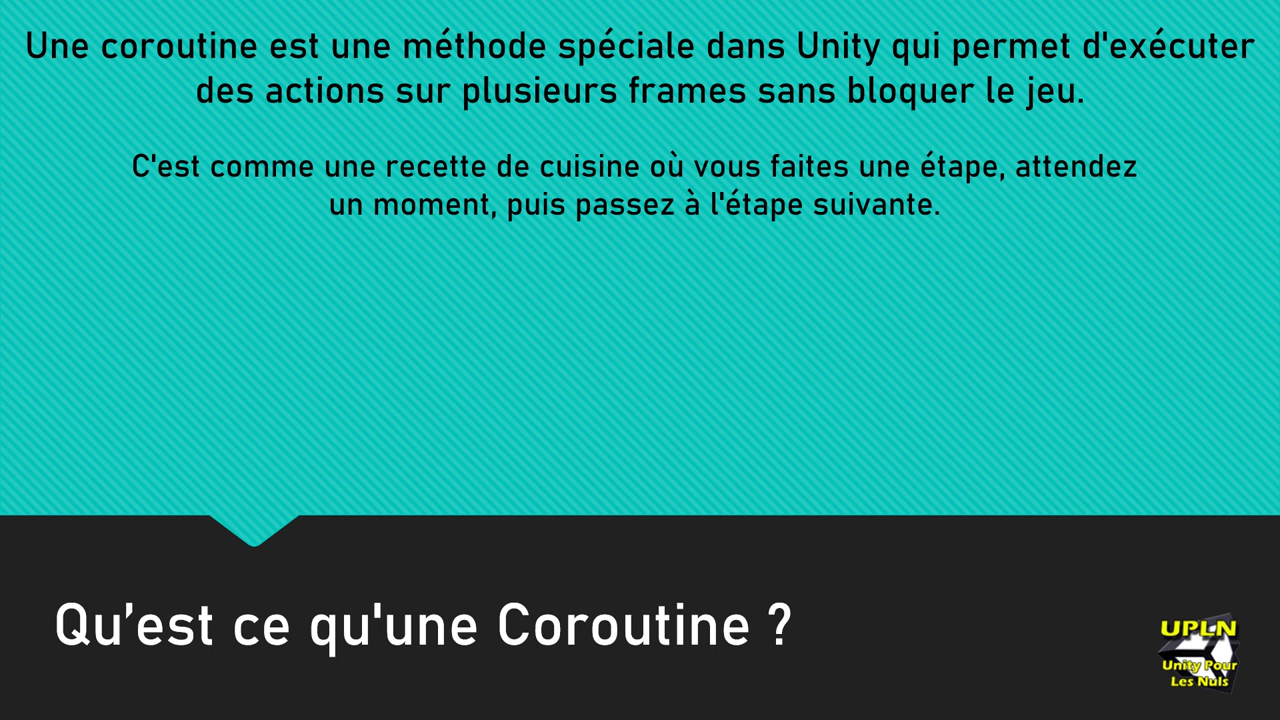 Une coroutine est une méthode spéciale dans Unity qui permet d'exécuter
des actions sur plusieurs frames sans bloquer le jeu.
C'est comme une recette de cuisine où vous faites une étape, attendez
un moment, puis passez à l'étape suivante.
Qu’est ce qu'une Coroutine ?
UPLN
Unity Pour
Les Nuls